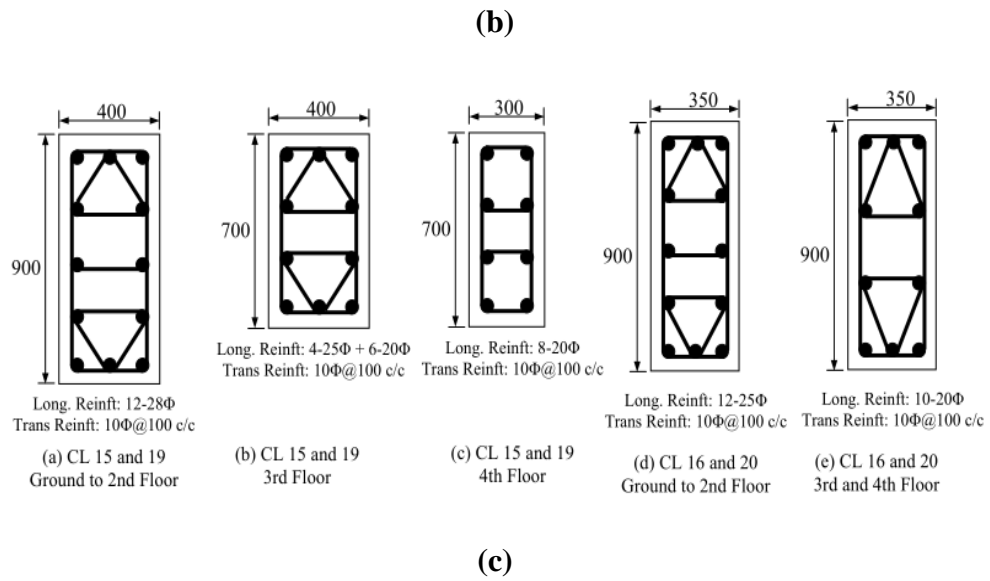 (b)
400
900
Long. Reinft: 12-28Φ
Trans Reinft: 10Φ@100 c/c
(a) CL 15 and 19
Ground to 2nd Floor
400
700
Long. Reinft: 4-25Φ + 6-20Φ
Trans Reinft: 10Φ@100 c/c
(b) CL 15 and 19
3rd Floor
300
700
Long. Reinft: 8-20Φ
Trans Reinft: 10Φ@100 c/c
(c) CL 15 and 19
4th Floor
350
900
Long. Reinft: 12-25Φ
Trans Reinft: 10Φ@100 c/c
(d) CL 16 and 20
Ground to 2nd Floor
350
900
Long. Reinft: 10-20Φ
Trans Reinft: 10Φ@100 c/c
(e) CL 16 and 20
3rd and 4th Floor
(c)